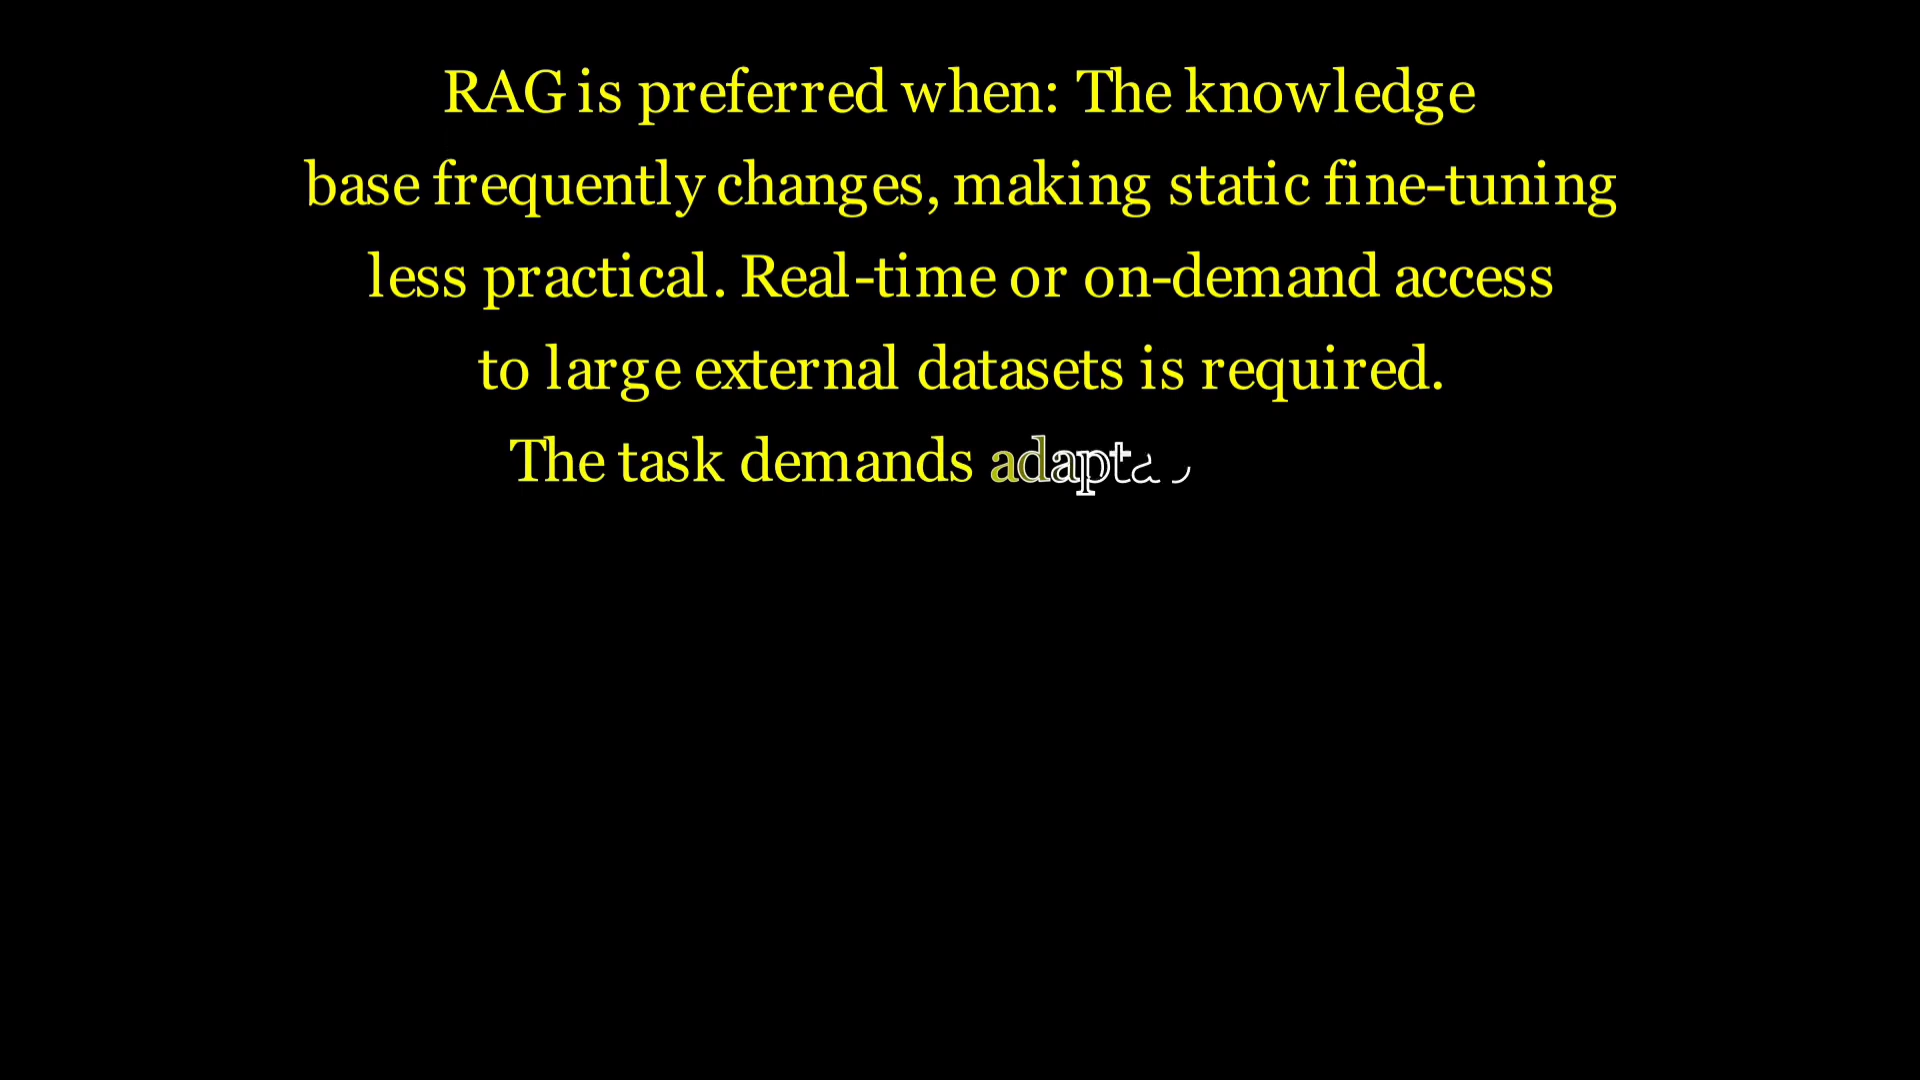 RAG is preferred when: The knowledge
base frequently changes, making static fine-tuning
less practical. Real-time or on-demand access
to large external datasets is required.
The task demands